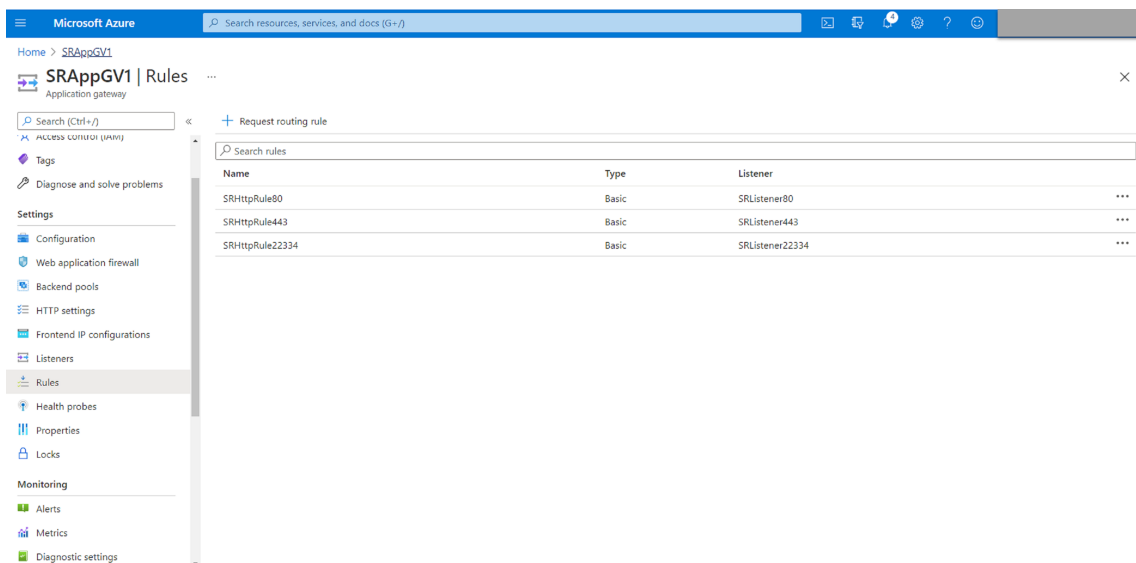 Microsoft Azure
Search resources, services, and docs (G+/)
4
Home > SRAppGV1
SRAppGV1 | Rules ...
Application gateway
Search (Ctrl+/)
«
Access control (IAM)
Tags
Diagnose and solve problems
Settings
Configuration
Web application firewall
Backend pools
HTTP settings
Frontend IP configurations
Listeners
Rules
Health probes
Properties
Locks
Monitoring
Alerts
Metrics
Diagnostic settings
+ Request routing rule
Search rules
Name Type Listener
SRHttpRule80 Basic SRListener80 ...
SRHttpRule443 Basic SRListener443 ...
SRHttpRule22334 Basic SRListener22334 ...